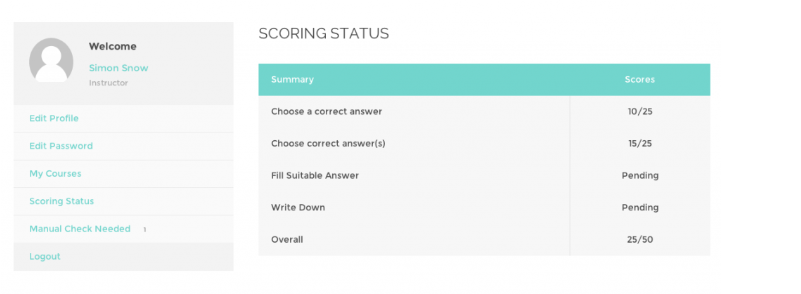 Welcome
Simon Snow
Instructor
Edit Profile
Edit Password
My Courses
Scoring Status
Manual Check Needed 1
Logout
SCORING STATUS
Summary Scores
Choose a correct answer 10/25
Choose correct answer(s) 15/25
Fill Suitable Answer Pending
Write Down Pending
Overall 25/50